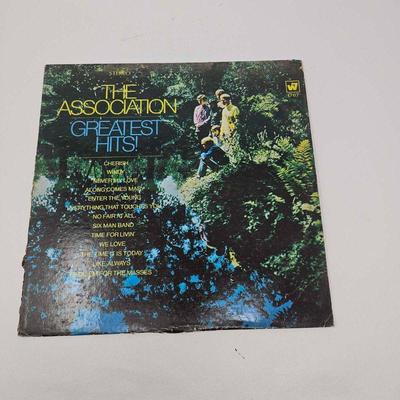 STEREO
THE
ASSOCIATION
GREATEST
HITS!
W
CHERISH
WINDY
NEVER MY LOVE
ALONG COMES MARY
ENTER THE YOUNG
EVERYTHING THAT TOUCHES YOU
NO FAIR AT ALL
SIX MAN BAND
TIME FOR LIVIN'
WE LOVE
THE TIME IT IS TODAY
LIKE ALWAYS
REQUIEM FOR THE MASSES